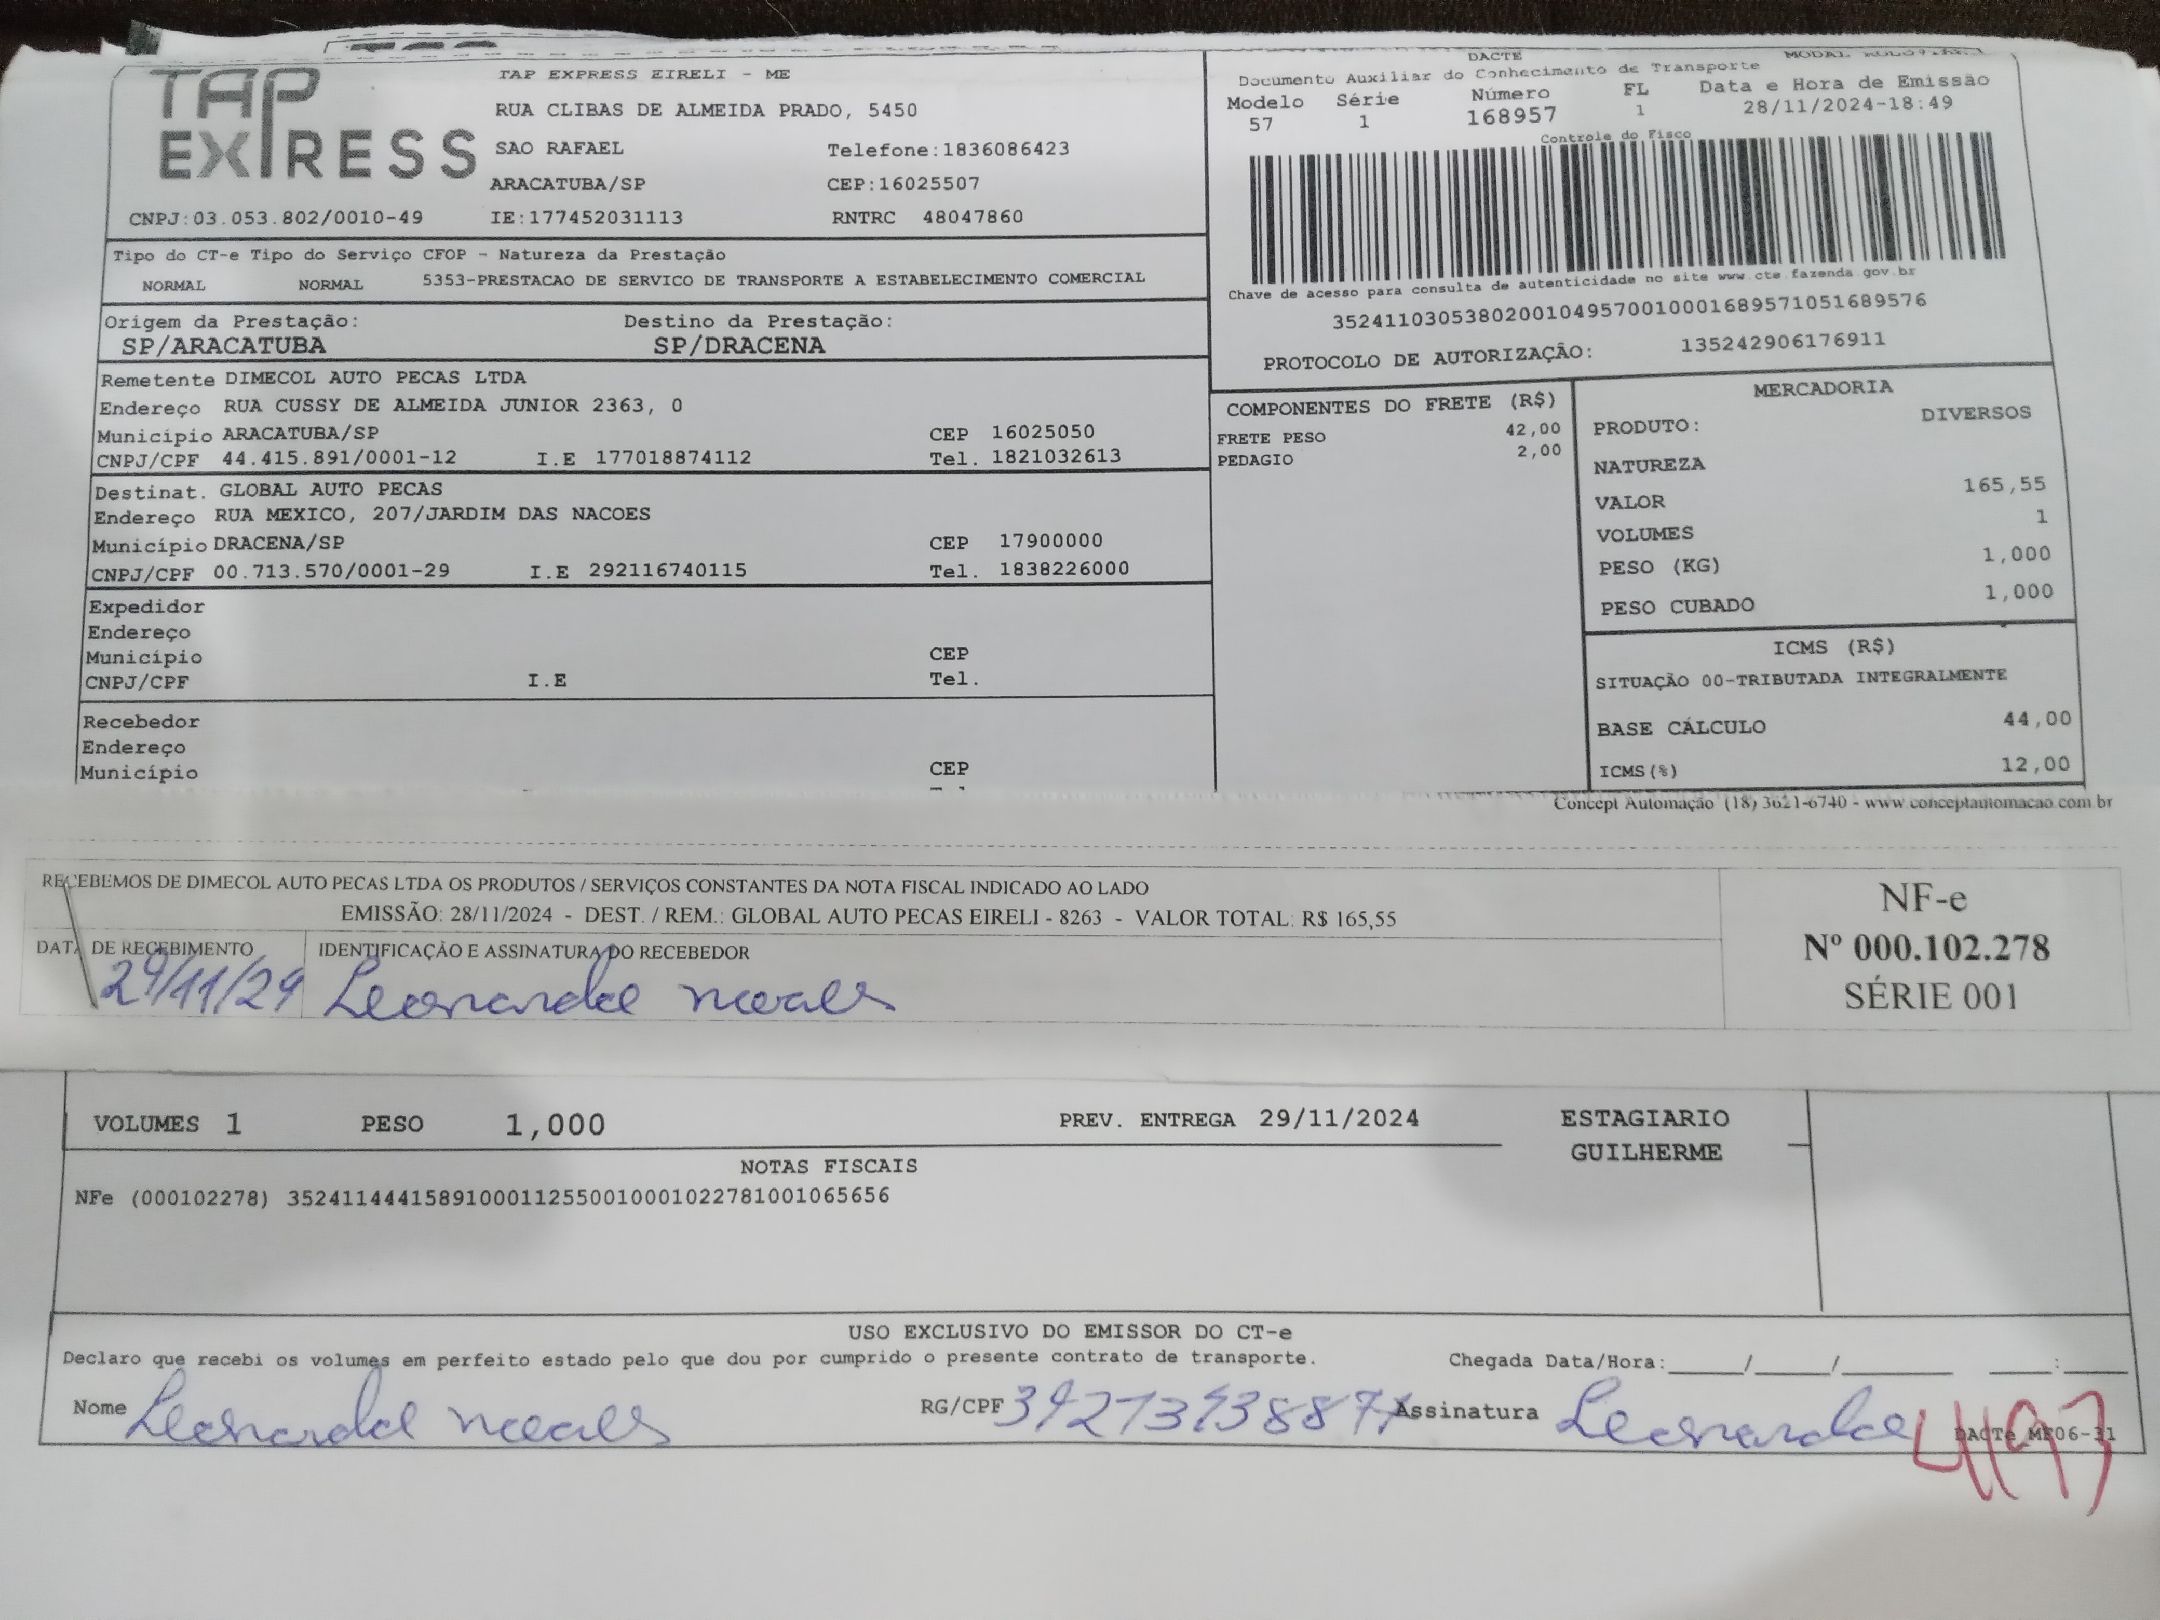 TAP EXPRESS
TAP EXPRESS EIRELI - ME
RUA CLIBAS DE ALMEIDA PRADO, 5450
SAO RAFAEL Telefone:1836086423
ARACATUBA/SP CEP:16025507
CNPJ:03.053.802/0010-49 IE:177452031113 RNTRC 48047860
DACTE
Documento Auxiliar do Conhecimento de Transporte
Modelo Série Número FL Data e Hora de Emissão
57 1 168957 1 28/11/2024-18:49
Controle do Fisco
Chave de acesso para consulta de autenticidade no site www.cte.fazenda.gov.br
35241103053802001049570010001689571051689576
PROTOCOLO DE AUTORIZAÇÃO: 135242906176911
Tipo do CT-e Tipo do Serviço CFOP - Natureza da Prestação
NORMAL NORMAL 5353-PRESTACAO DE SERVICO DE TRANSPORTE A ESTABELECIMENTO COMERCIAL
Origem da Prestação: Destino da Prestação:
SP/ARACATUBA SP/DRACENA
Remetente DIMECOL AUTO PECAS LTDA
Endereço RUA CUSSY DE ALMEIDA JUNIOR 2363, 0
Município ARACATUBA/SP CEP 16025050
CNPJ/CPF 44.415.891/0001-12 I.E 177018874112 Tel. 1821032613
Destinat. GLOBAL AUTO PECAS
Endereço RUA MEXICO, 207/JARDIM DAS NACOES
Município DRACENA/SP CEP 17900000
CNPJ/CPF 00.713.570/0001-29 I.E 292116740115 Tel. 1838226000
Expedidor
Endereço
Município CEP
CNPJ/CPF I.E Tel.
Recebedor
Endereço
Município CEP
COMPONENTES DO FRETE (R$)
FRETE PESO 42,00
PEDAGIO 2,00
MERCADORIA
PRODUTO: DIVERSOS
NATUREZA
VALOR 165,55
VOLUMES 1
PESO (KG) 1,000
PESO CUBADO 1,000
ICMS (R$)
SITUAÇÃO 00-TRIBUTADA INTEGRALMENTE
BASE CÁLCULO 44,00
ICMS(%) 12,00
Concept Automação (18) 3621-6740 - www.conceptautomacao.com.br
RECEBEMOS DE DIMECOL AUTO PECAS LTDA OS PRODUTOS / SERVIÇOS CONSTANTES DA NOTA FISCAL INDICADO AO LADO
EMISSÃO: 28/11/2024 - DEST. / REM.: GLOBAL AUTO PECAS EIRELI - 8263 - VALOR TOTAL: R$ 165,55
DATA DE RECEBIMENTO IDENTIFICAÇÃO E ASSINATURA DO RECEBEDOR
29/11/24
NF-e
Nº 000.102.278
SÉRIE 001
VOLUMES 1 PESO 1,000 PREV. ENTREGA 29/11/2024
ESTAGIARIO
GUILHERME
NOTAS FISCAIS
NFe (000102278) 35241144415891000112550010001022781001065656
USO EXCLUSIVO DO EMISSOR DO CT-e
Declaro que recebi os volumes em perfeito estado pelo que dou por cumprido o presente contrato de transporte. Chegada Data/Hora:____/____/______ ___:___
Nome RG/CPF Assinatura